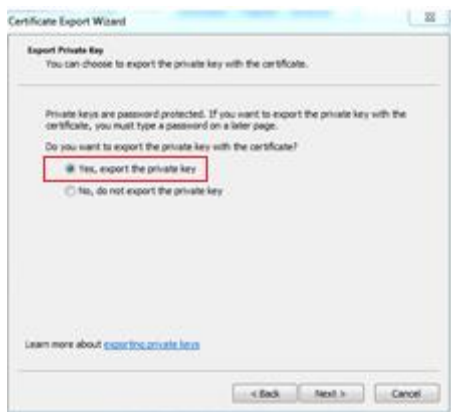 Certificate Export Wizard
Export Private Key
You can choose to export the private key with the certificate.
Private keys are password protected. If you want to export the private key with the
certificate, you must type a password on a later page.
Do you want to export the private key with the certificate?
Yes, export the private key
No, do not export the private key
Learn more about exporting private keys
< Back
Next >
Cancel